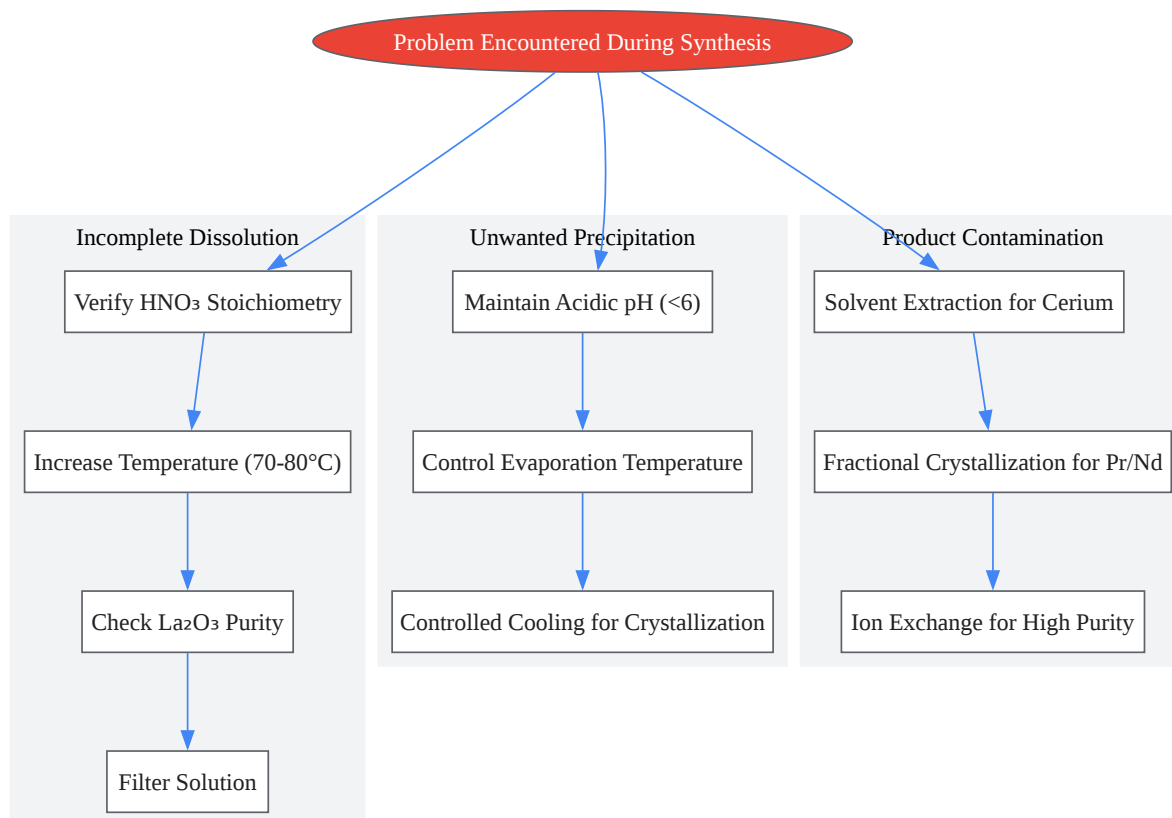 Problem Encountered During Synthesis
Incomplete Dissolution
Verify HNO₃ Stoichiometry
Increase Temperature (70-80°C)
Check La₂O₃ Purity
Filter Solution
Unwanted Precipitation
Maintain Acidic pH (<6)
Control Evaporation Temperature
Controlled Cooling for Crystallization
Product Contamination
Solvent Extraction for Cerium
Fractional Crystallization for Pr/Nd
Ion Exchange for High Purity